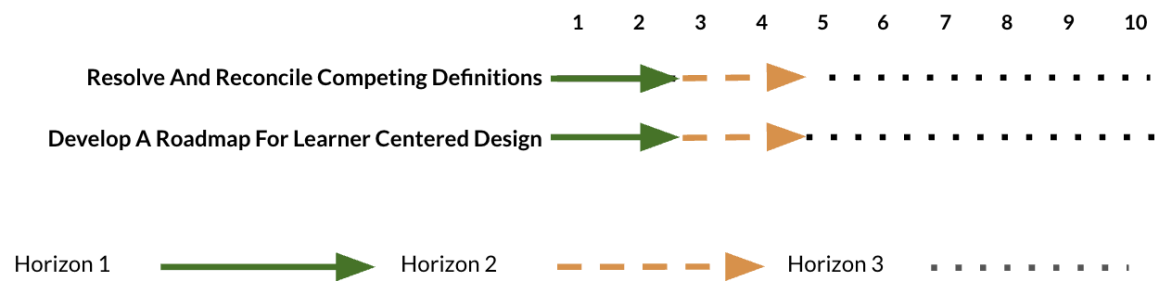 1 2 3 4 5 6 7 8 9 10
Resolve And Reconcile Competing Definitions
Develop A Roadmap For Learner Centered Design
Horizon 1 Horizon 2 Horizon 3